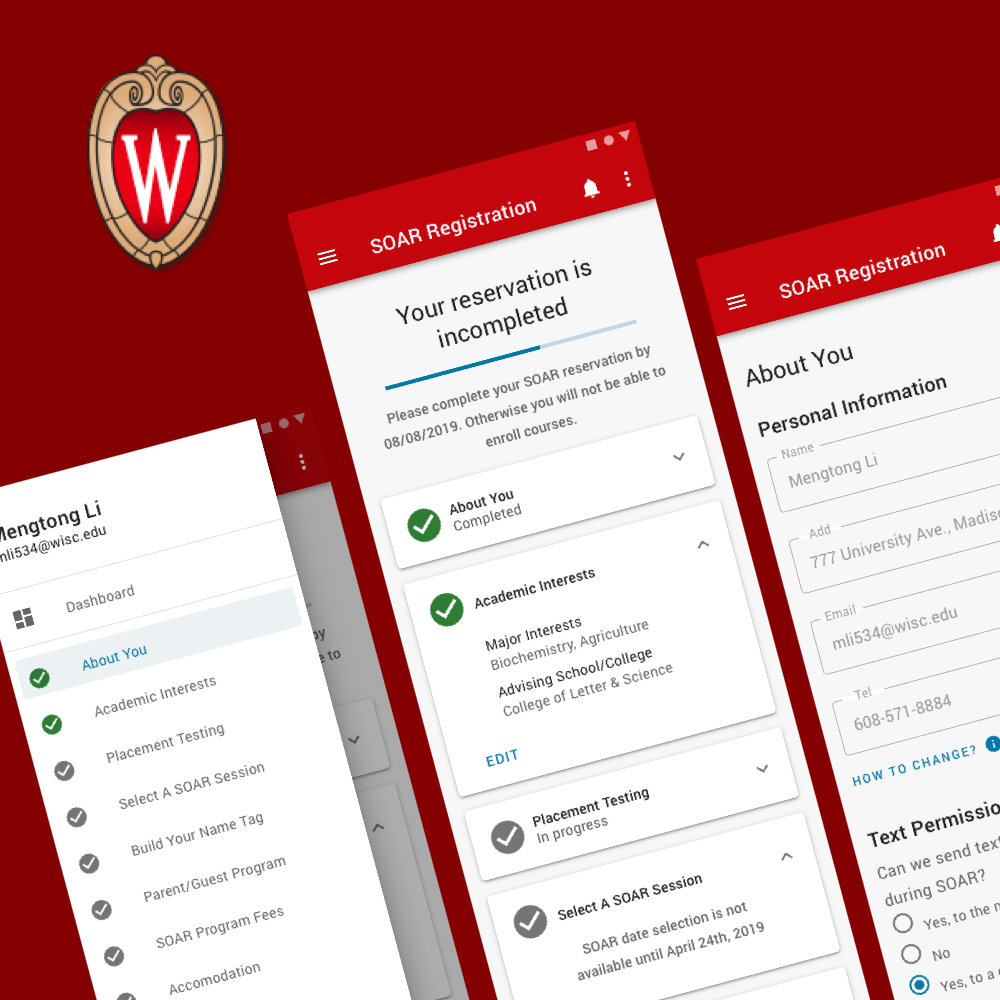 W
Mengtong Li
mli534@wisc.edu
Dashboard
About You
Academic Interests
Placement Testing
Select A SOAR Session
Build Your Name Tag
Parent/Guest Program
SOAR Program Fees
Accomodation
by
to
SOAR Registration
Your reservation is
incompleted
Please complete your SOAR reservation by
08/08/2019. Otherwise you will not be able to
enroll courses.
About You
Completed
Academic Interests
Major Interests
Biochemistry, Agriculture
Advising School/College
College of Letter & Science
EDIT
Placement Testing
In progress
Select A SOAR Session
SOAR date selection is not
available until April 24th, 2019
SOAR Registration
About You
Personal Information
Name
Mengtong Li
Add
777 University Ave., Madiso
Email
mli534@wisc.edu
Tel
608-571-8884
HOW TO CHANGE?
Text Permissio
Can we send text
during SOAR?
Yes, to the
No
Yes, to a